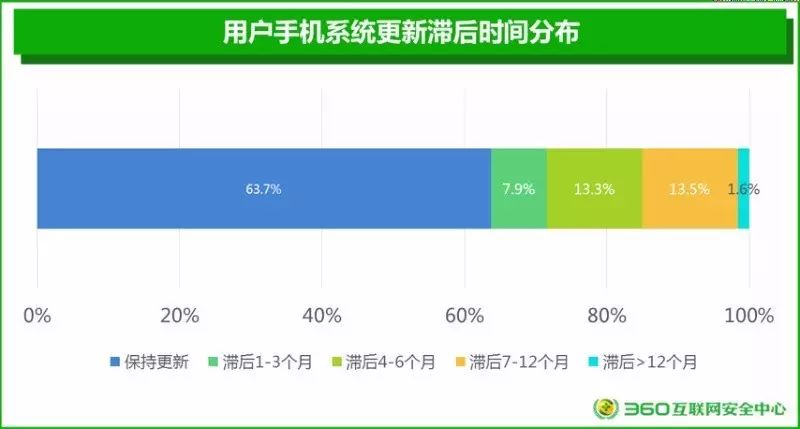 用户手机系统更新滞后时间分布
63.7%
7.9%
13.3%
13.5%
1.6%
0%
20%
40%
60%
80%
100%
保持更新
滞后1-3个月
滞后4-6个月
滞后7-12个月
滞后>12个月
360互联网安全中心